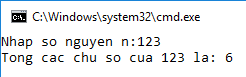 C:\Windows\system32\cmd.exe
Nhap so nguyen n:123
Tong cac chu so cua 123 la: 6